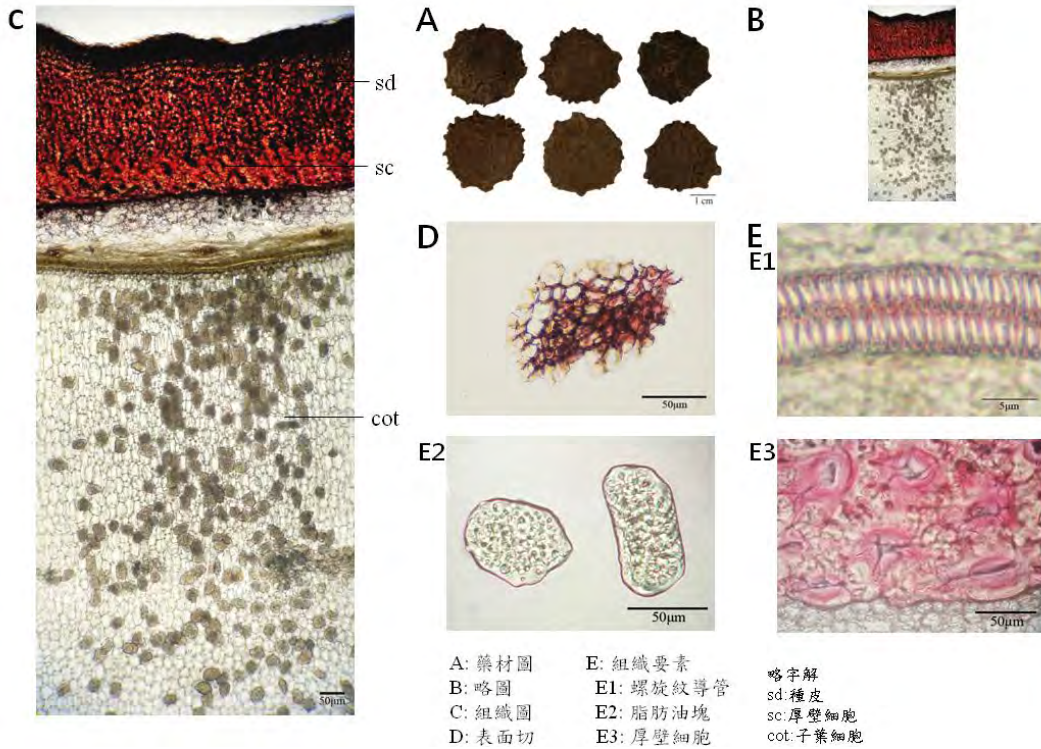 C
sd
sc
cot
50μm
A
1 cm
B
D
50μm
E
E1
5μm
E2
50μm
E3
50μm
A: 藥材圖
B: 略圖
C: 組織圖
D: 表面切
E: 組織要素
E1: 螺旋紋導管
E2: 脂肪油塊
E3: 厚壁細胞
略字解
sd:種皮
sc:厚壁細胞
cot:子葉細胞